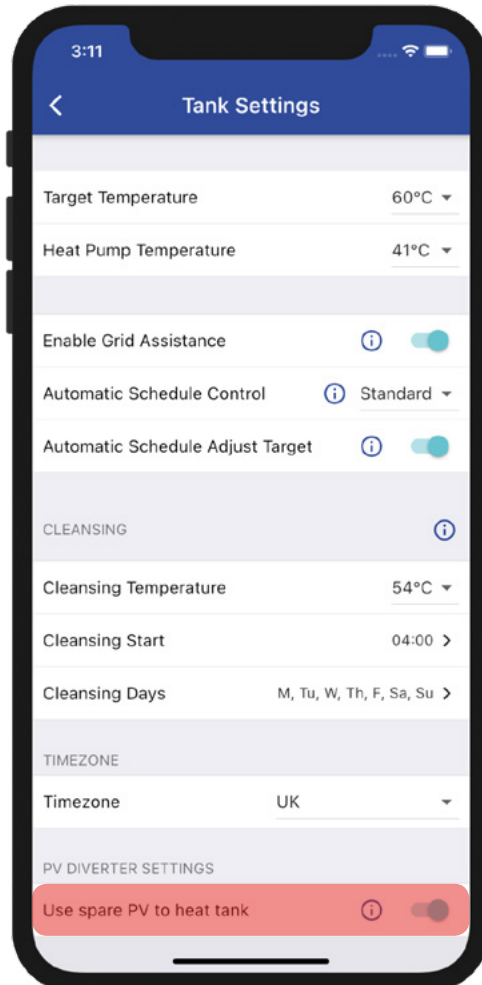 3:11
Tank Settings
Target Temperature 60°C
Heat Pump Temperature 41°C
Enable Grid Assistance
Automatic Schedule Control Standard
Automatic Schedule Adjust Target
CLEANSING
Cleansing Temperature 54°C
Cleansing Start 04:00
Cleansing Days M, Tu, W, Th, F, Sa, Su
TIMEZONE
Timezone UK
PV DIVERTER SETTINGS
Use spare PV to heat tank